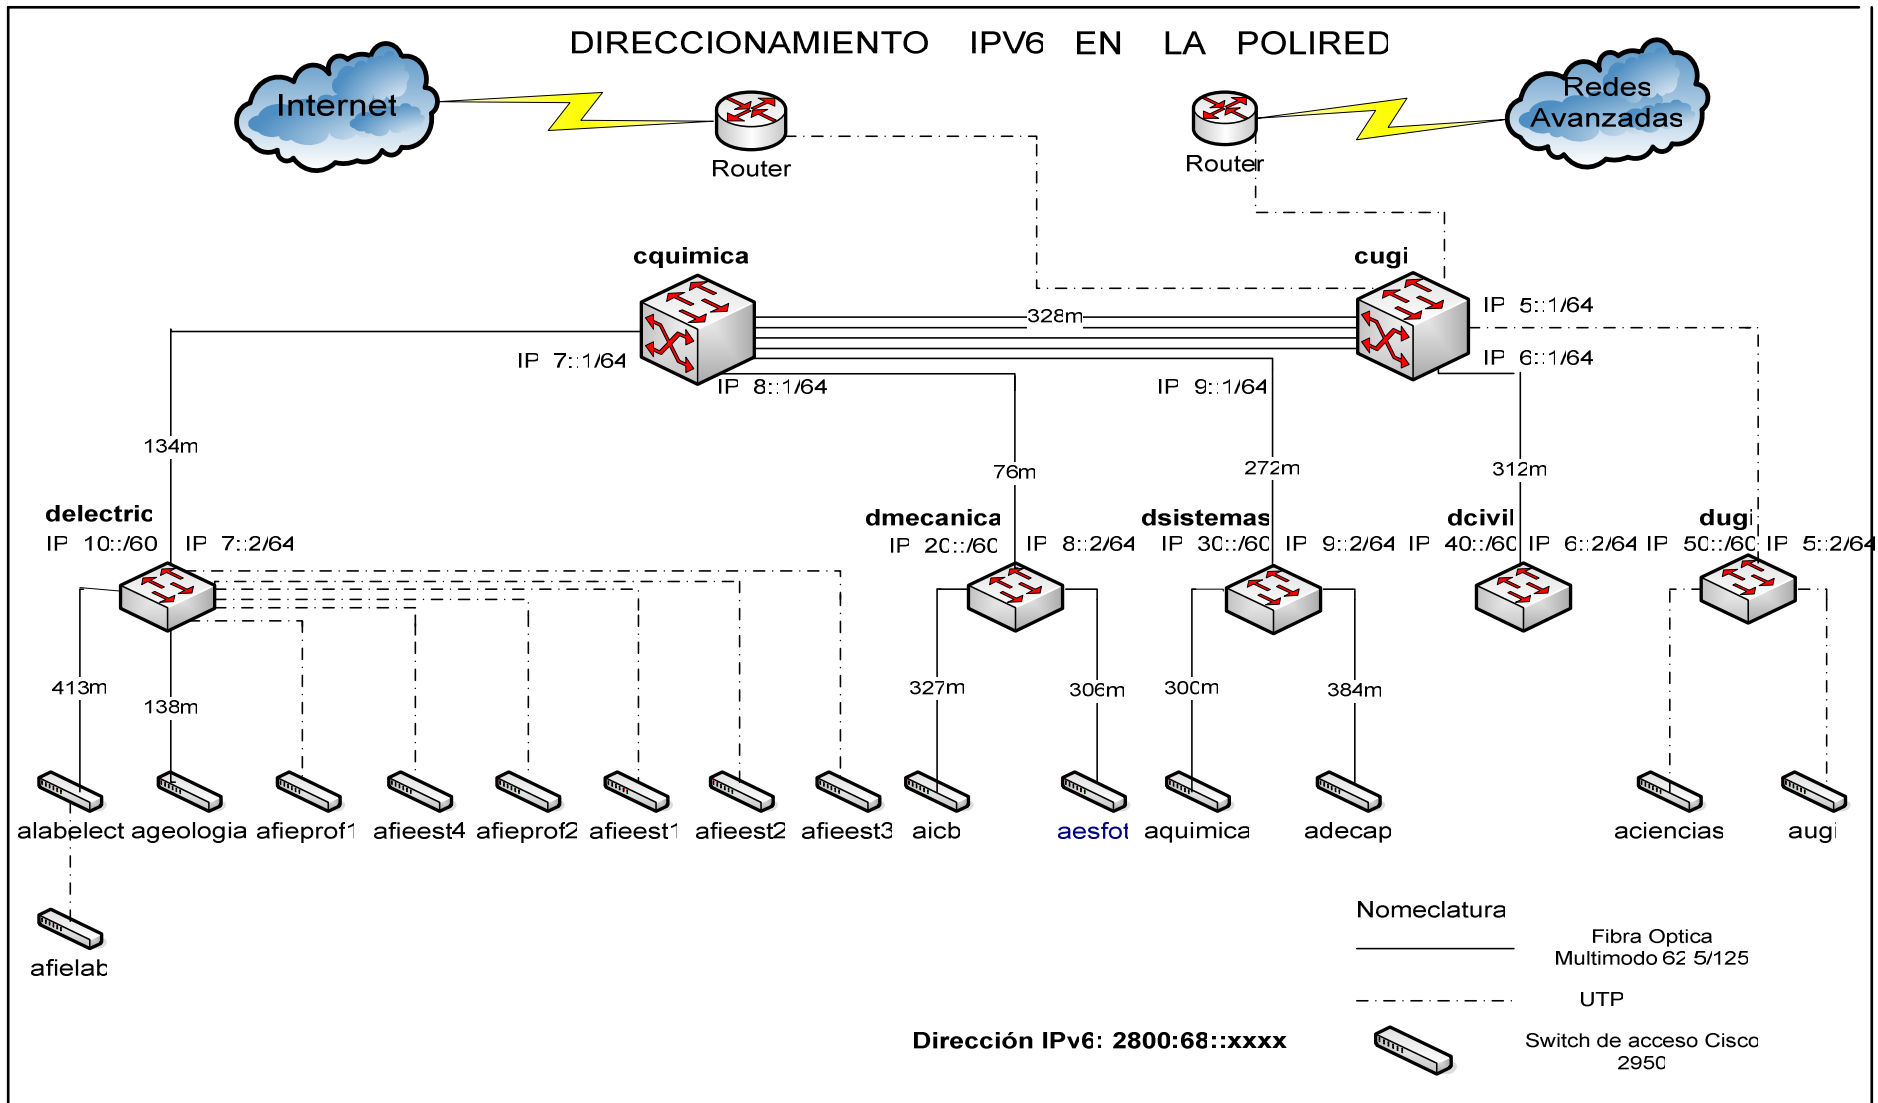 DIRECCIONAMIENTO IPV6 EN LA POLIRED
Internet
Router
Router
Redes
Avanzadas
cquimica
cugi
IP 5::1/64
328m
IP 7::1/64
IP 8::1/64
IP 9::1/64
IP 6::1/64
134m
76m
272m
312m
delectric
IP 10::/60
IP 7::2/64
dmecanica
IP 20::/60
IP 8::2/64
dsistemas
IP 30::/60
IP 9::2/64
dcivil
IP 40::/60
IP 6::2/64
dugi
IP 50::/60
IP 5::2/64
413m
138m
327m
306m
300m
384m
alabelect
ageologia
afieprof1
afieest4
afieprof2
afieest1
afieest2
afieest3
aicb
aesfot
aquimica
adecap
aciencias
augi
afielab
Nomeclatura
Fibra Optica
Multimodo 62 5/125
UTP
Dirección IPv6: 2800:68::xxxx
Switch de acceso Cisco
2950